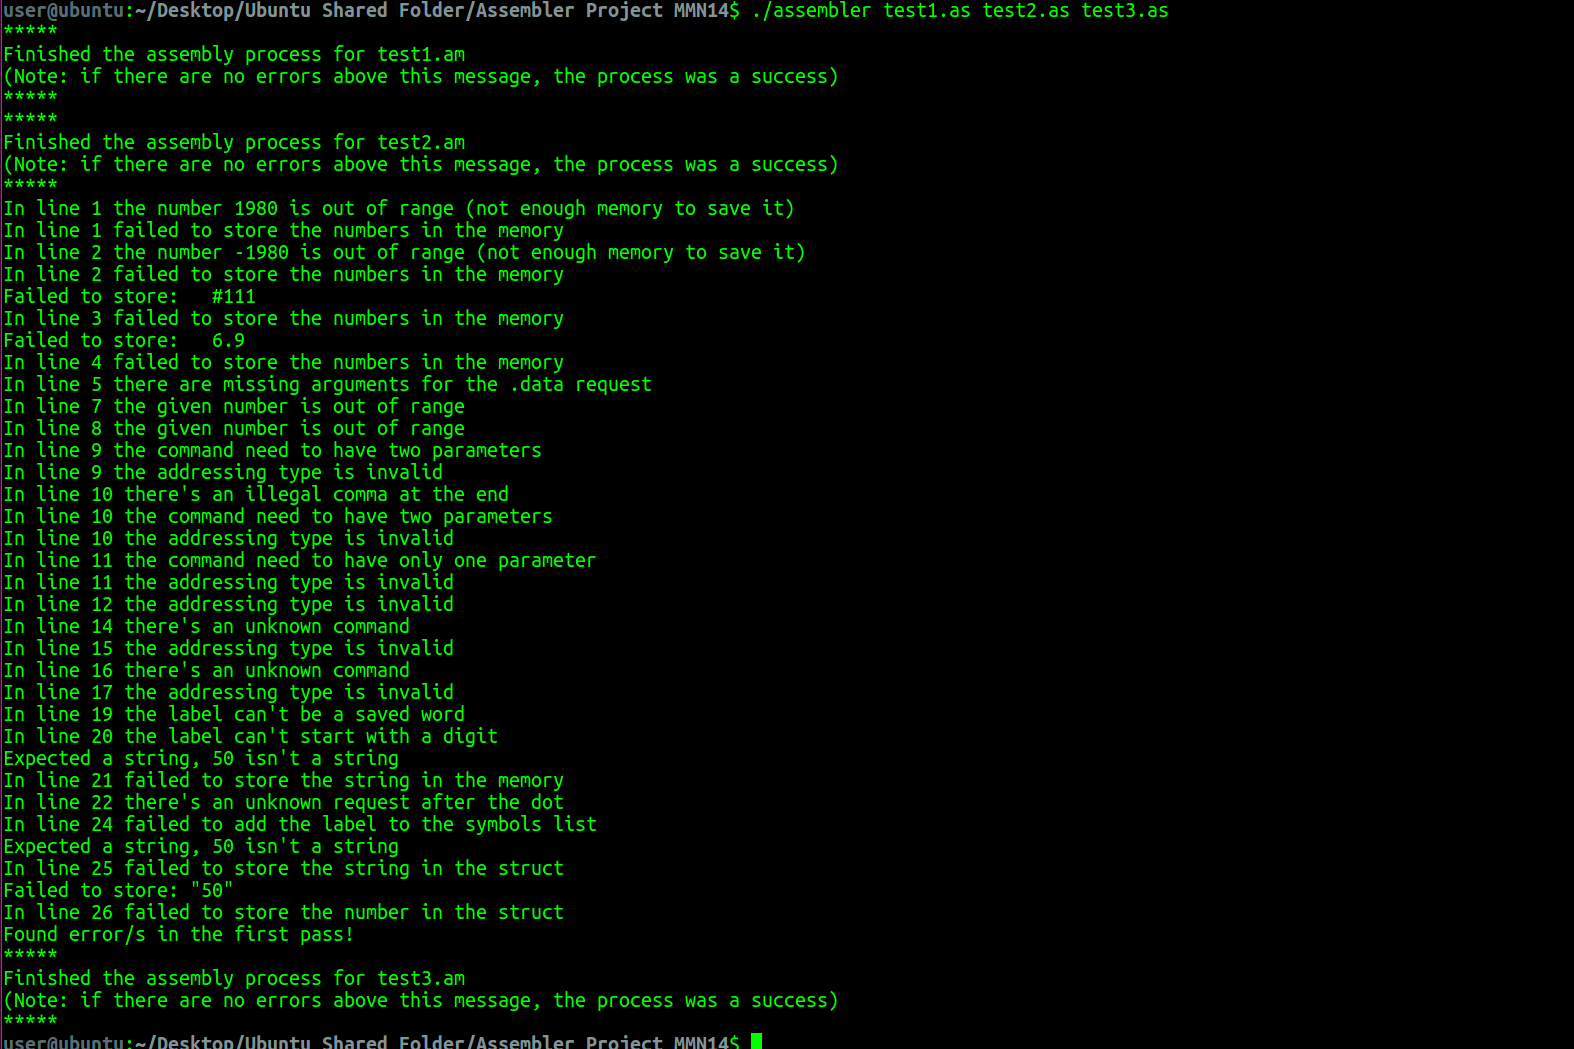 user@ubuntu:~/Desktop/Ubuntu Shared Folder/Assembler Project MMN14$ ./assembler test1.as test2.as test3.as
*****
Finished the assembly process for test1.am
(Note: if there are no errors above this message, the process was a success)
*****
*****
Finished the assembly process for test2.am
(Note: if there are no errors above this message, the process was a success)
*****
In line 1 the number 1980 is out of range (not enough memory to save it)
In line 1 failed to store the numbers in the memory
In line 2 the number -1980 is out of range (not enough memory to save it)
In line 2 failed to store the numbers in the memory
Failed to store:   #111
In line 3 failed to store the numbers in the memory
Failed to store:   6.9
In line 4 failed to store the numbers in the memory
In line 5 there are missing arguments for the .data request
In line 7 the given number is out of range
In line 8 the given number is out of range
In line 9 the command need to have two parameters
In line 9 the addressing type is invalid
In line 10 there's an illegal comma at the end
In line 10 the command need to have two parameters
In line 10 the addressing type is invalid
In line 11 the command need to have only one parameter
In line 11 the addressing type is invalid
In line 12 the addressing type is invalid
In line 14 there's an unknown command
In line 15 the addressing type is invalid
In line 16 there's an unknown command
In line 17 the addressing type is invalid
In line 19 the label can't be a saved word
In line 20 the label can't start with a digit
Expected a string, 50 isn't a string
In line 21 failed to store the string in the memory
In line 22 there's an unknown request after the dot
In line 24 failed to add the label to the symbols list
Expected a string, 50 isn't a string
In line 25 failed to store the string in the struct
Failed to store: "50"
In line 26 failed to store the number in the struct
Found error/s in the first pass!
*****
Finished the assembly process for test3.am
(Note: if there are no errors above this message, the process was a success)
*****
user@ubuntu:~/Desktop/Ubuntu Shared Folder/Assembler Project MMN14$